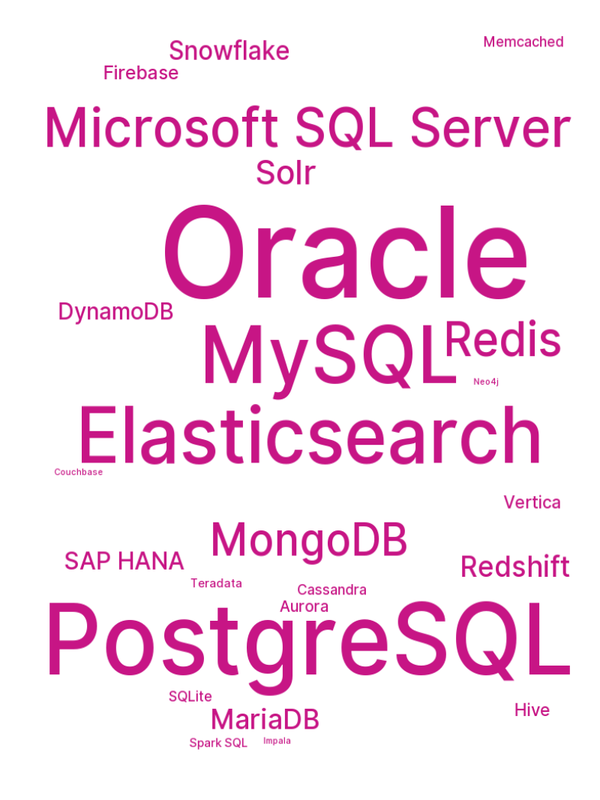 Memcached
Snowflake
Firebase
Microsoft SQL Server
Solr
Oracle
DynamoDB
MySQL
Redis
Neo4j
Elasticsearch
Couchbase
Vertica
MongoDB
SAP HANA
Redshift
Teradata
Cassandra
Aurora
PostgreSQL
SQLite
Hive
MariaDB
Spark SQL
Impala